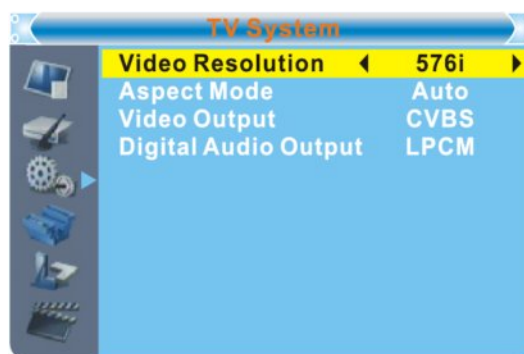 TV System
Video Resolution 576i
Aspect Mode Auto
Video Output CVBS
Digital Audio Output LPCM